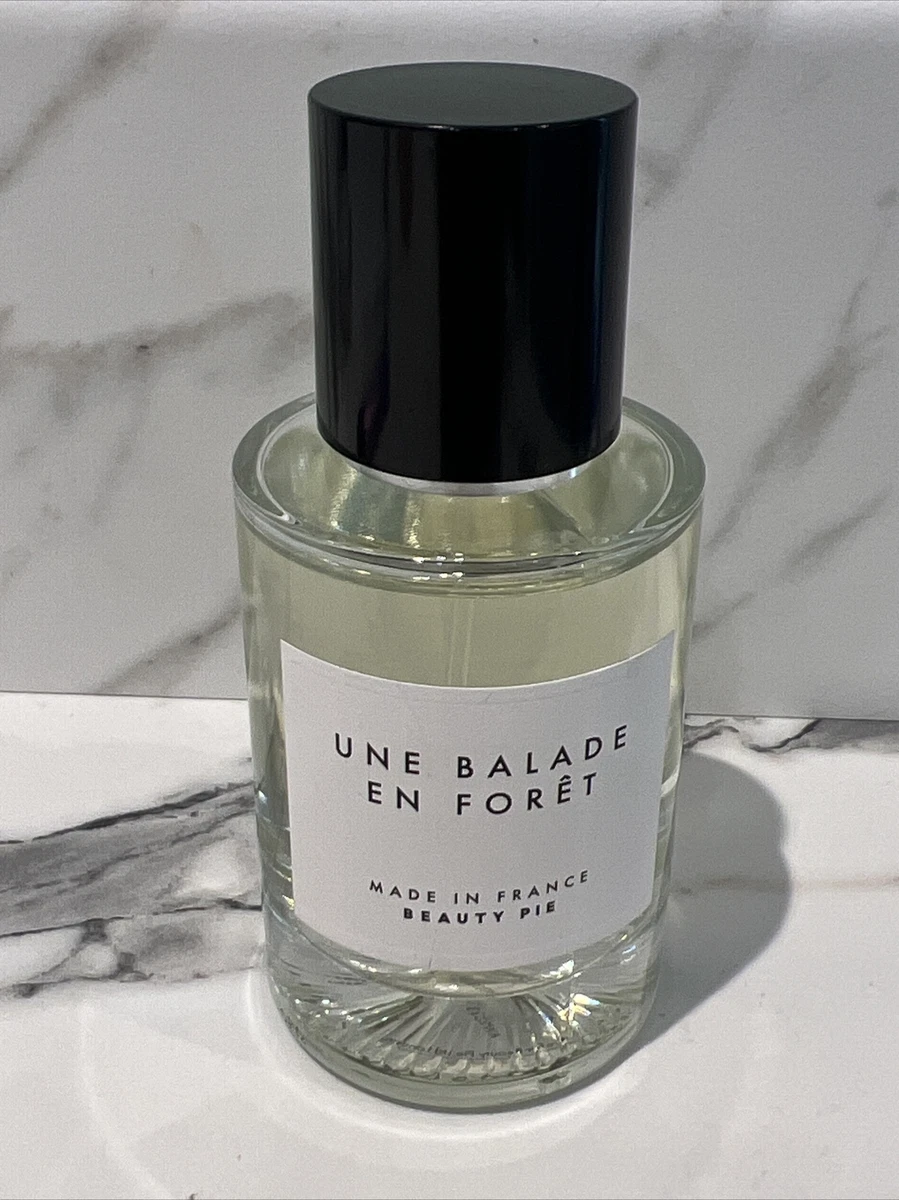 UNE BALADE
EN FORÊT
MADE IN FRANCE
BEAUTY PIE